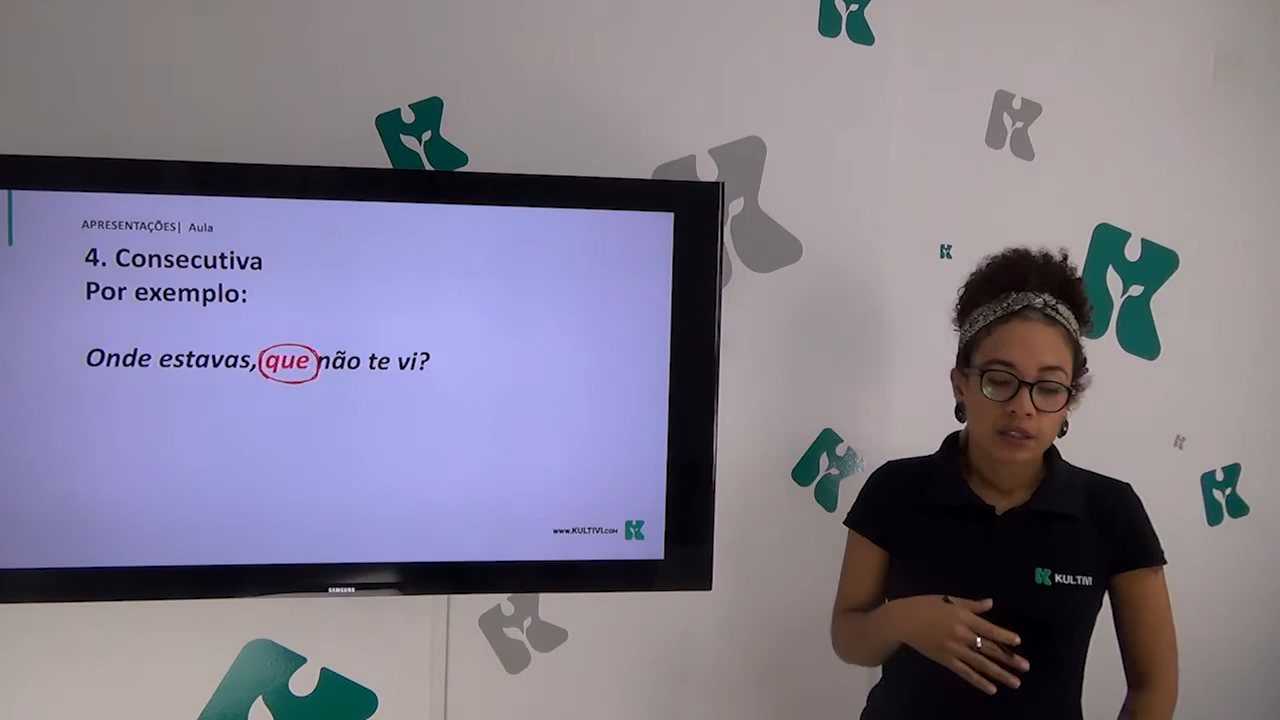 APRESENTAÇÕES| Aula
4. Consecutiva
Por exemplo:
Onde estavas, que não te vi?
www.KULTIVI.com
SAMSUNG
KULTIVI